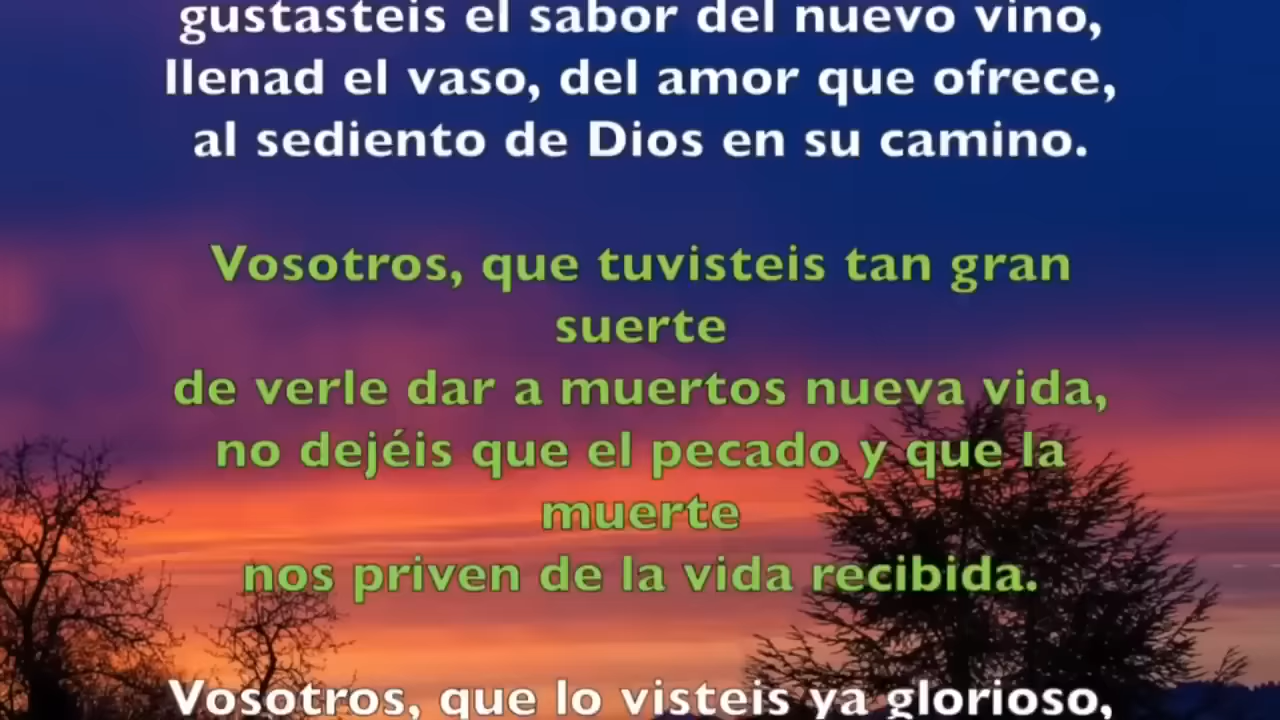 gustasteis el sabor del nuevo vino,
llenad el vaso, del amor que ofrece,
al sediento de Dios en su camino.
Vosotros, que tuvisteis tan gran
suerte
de verle dar a muertos nueva vida,
no dejéis que el pecado y que la
muerte
nos priven de la vida recibida.
Vosotros, que lo visteis ya glorioso,